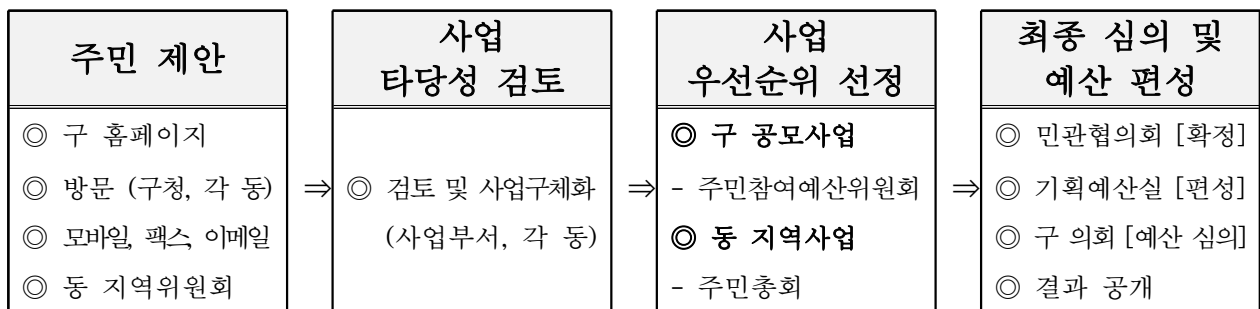 주민 제안
◎ 구 홈페이지
◎ 방문 (구청, 각 동)
◎ 모바일, 팩스, 이메일
◎ 동 지역위원회
⇒
사업
타당성 검토
◎ 검토 및 사업구체화
(사업부서, 각 동)
⇒
사업
우선순위 선정
◎ 구 공모사업
- 주민참여예산위원회
◎ 동 지역사업
- 주민총회
⇒
최종 심의 및
예산 편성
◎ 민관협의회 [확정]
◎ 기획예산실 [편성]
◎ 구 의회 [예산 심의]
◎ 결과 공개